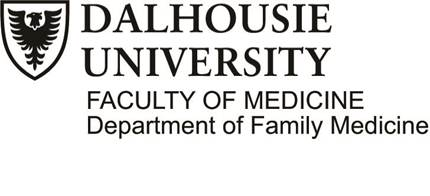 DALHOUSIE
UNIVERSITY
FACULTY OF MEDICINE
Department of Family Medicine